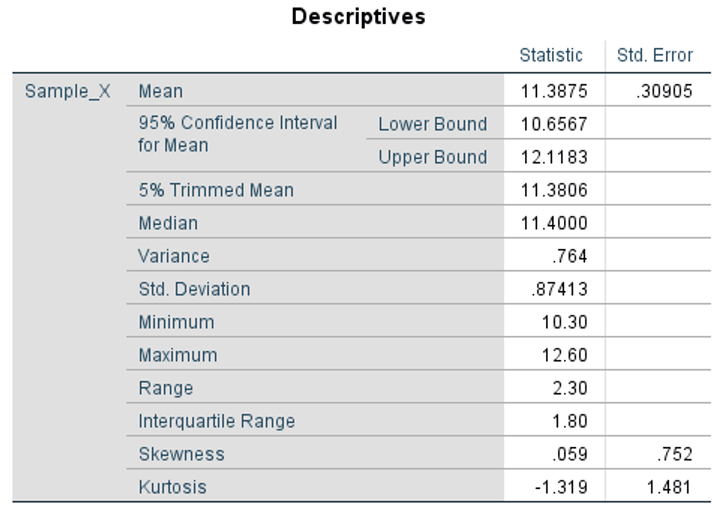 Descriptives
Statistic Std. Error
Sample_X Mean 11.3875 .30905
95% Confidence Interval for Mean Lower Bound 10.6567
Upper Bound 12.1183
5% Trimmed Mean 11.3806
Median 11.4000
Variance .764
Std. Deviation .87413
Minimum 10.30
Maximum 12.60
Range 2.30
Interquartile Range 1.80
Skewness .059 .752
Kurtosis -1.319 1.481